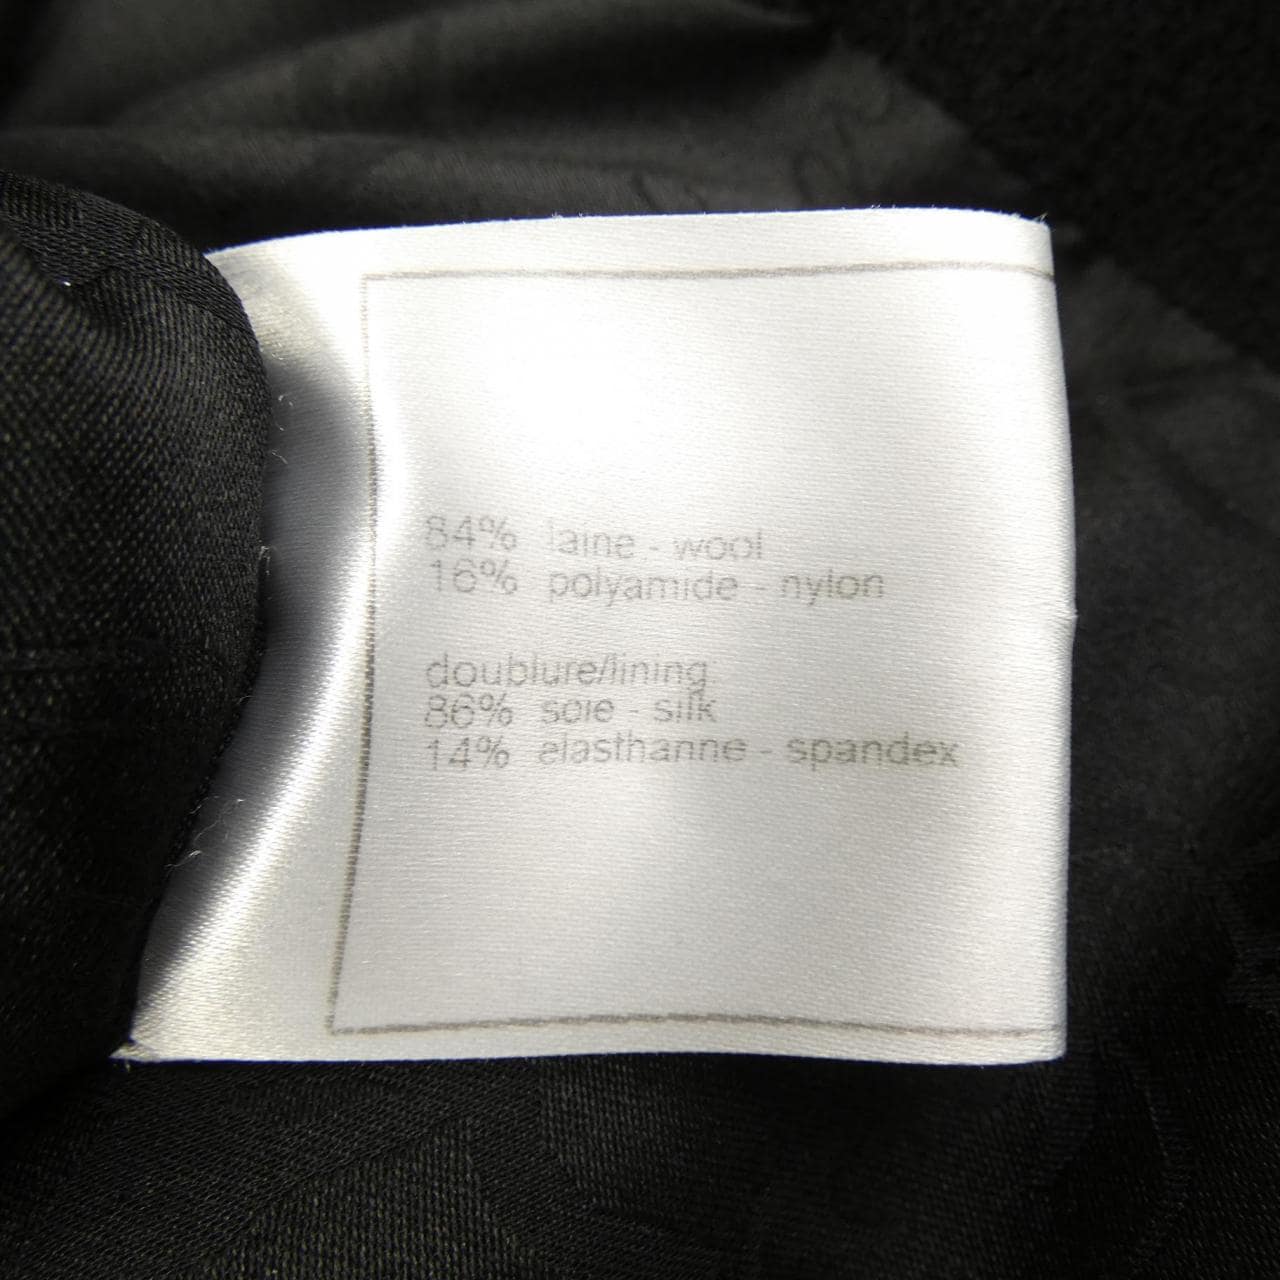 84% laine - wool
16% polyamide - nylon
doublure/lining:
86% soie - silk
14% elasthanne - spandex